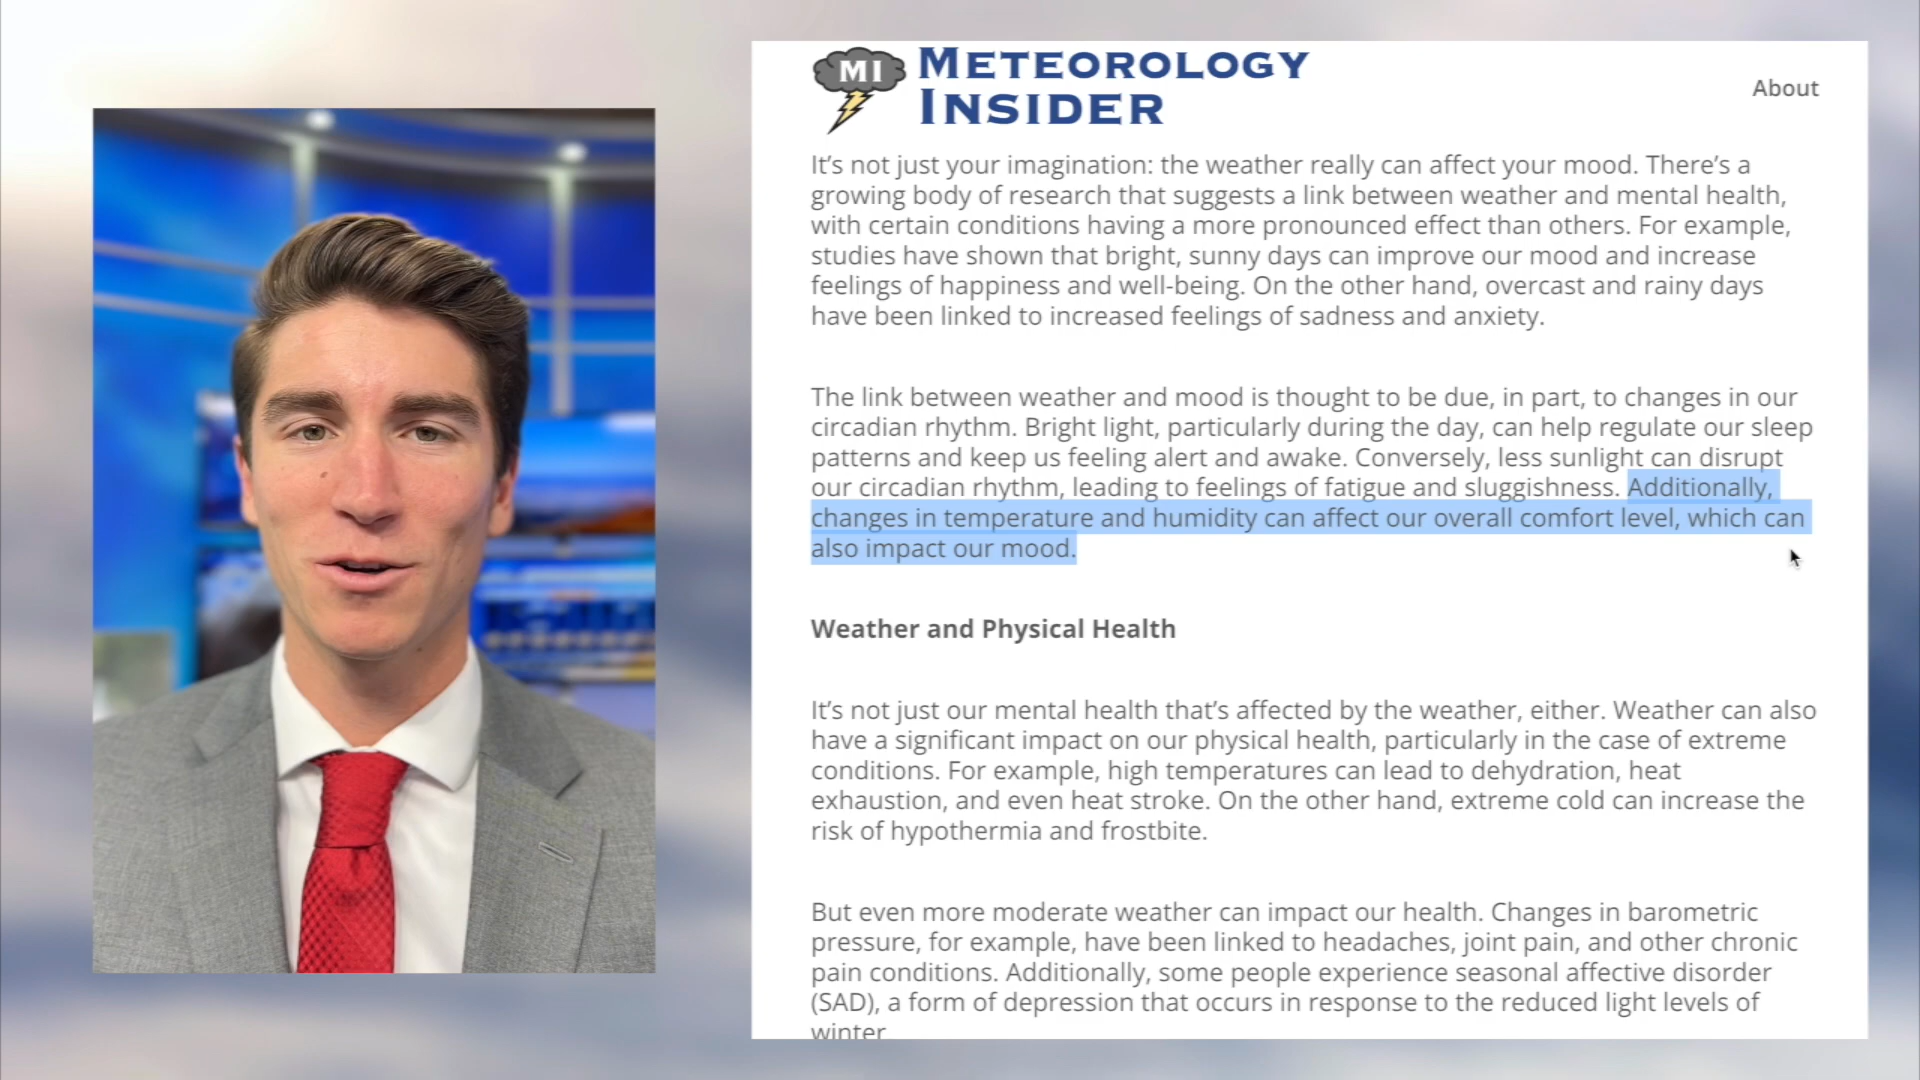 MI
METEOROLOGY
INSIDER
About
It’s not just your imagination: the weather really can affect your mood. There’s a
growing body of research that suggests a link between weather and mental health,
with certain conditions having a more pronounced effect than others. For example,
studies have shown that bright, sunny days can improve our mood and increase
feelings of happiness and well-being. On the other hand, overcast and rainy days
have been linked to increased feelings of sadness and anxiety.
The link between weather and mood is thought to be due, in part, to changes in our
circadian rhythm. Bright light, particularly during the day, can help regulate our sleep
patterns and keep us feeling alert and awake. Conversely, less sunlight can disrupt
our circadian rhythm, leading to feelings of fatigue and sluggishness. Additionally,
changes in temperature and humidity can affect our overall comfort level, which can
also impact our mood.
Weather and Physical Health
It’s not just our mental health that’s affected by the weather, either. Weather can also
have a significant impact on our physical health, particularly in the case of extreme
conditions. For example, high temperatures can lead to dehydration, heat
exhaustion, and even heat stroke. On the other hand, extreme cold can increase the
risk of hypothermia and frostbite.
But even more moderate weather can impact our health. Changes in barometric
pressure, for example, have been linked to headaches, joint pain, and other chronic
pain conditions. Additionally, some people experience seasonal affective disorder
(SAD), a form of depression that occurs in response to the reduced light levels of
winter